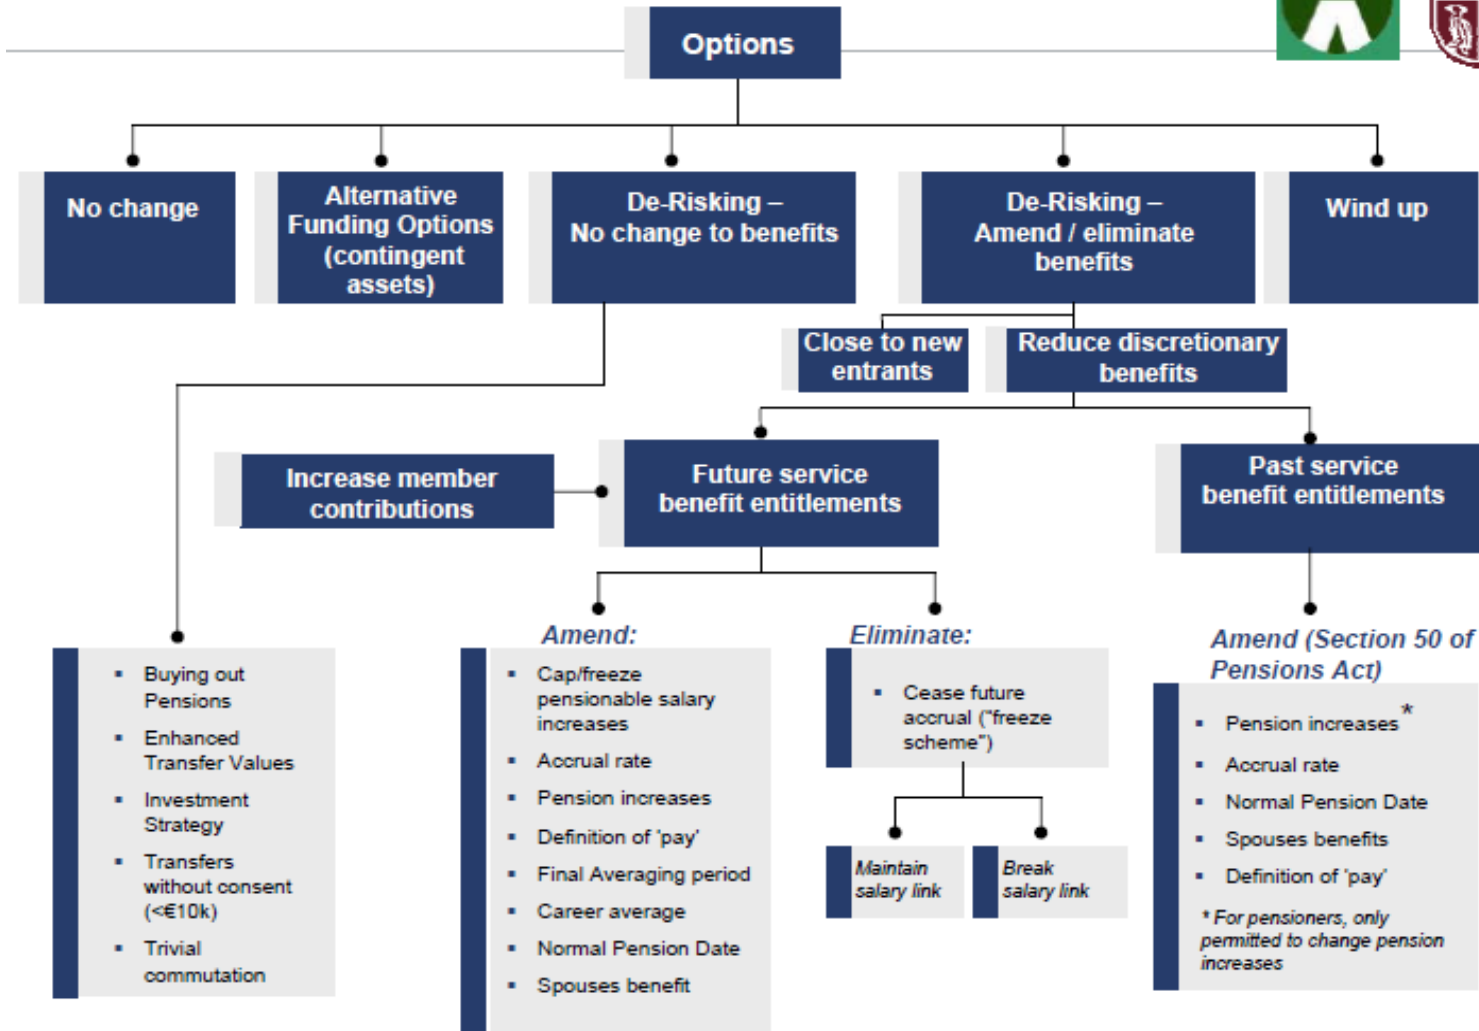 Options
No change
Alternative
Funding Options
(contingent
assets)
De-Risking –
No change to benefits
De-Risking –
Amend / eliminate
benefits
Wind up
Close to new
entrants
Reduce discretionary
benefits
Increase member
contributions
Future service
benefit entitlements
Past service
benefit entitlements
▪ Buying out
Pensions
▪ Enhanced
Transfer Values
▪ Investment
Strategy
▪ Transfers
without consent
(<€10k)
▪ Trivial
commutation
Amend:
▪ Cap/freeze
pensionable salary
increases
▪ Accrual rate
▪ Pension increases
▪ Definition of 'pay'
▪ Final Averaging period
▪ Career average
▪ Normal Pension Date
▪ Spouses benefit
Eliminate:
▪ Cease future
accrual ("freeze
scheme")
Maintain
salary link
Break
salary link
Amend (Section 50 of
Pensions Act)
▪ Pension increases*
▪ Accrual rate
▪ Normal Pension Date
▪ Spouses benefits
▪ Definition of 'pay'
* For pensioners, only
permitted to change pension
increases